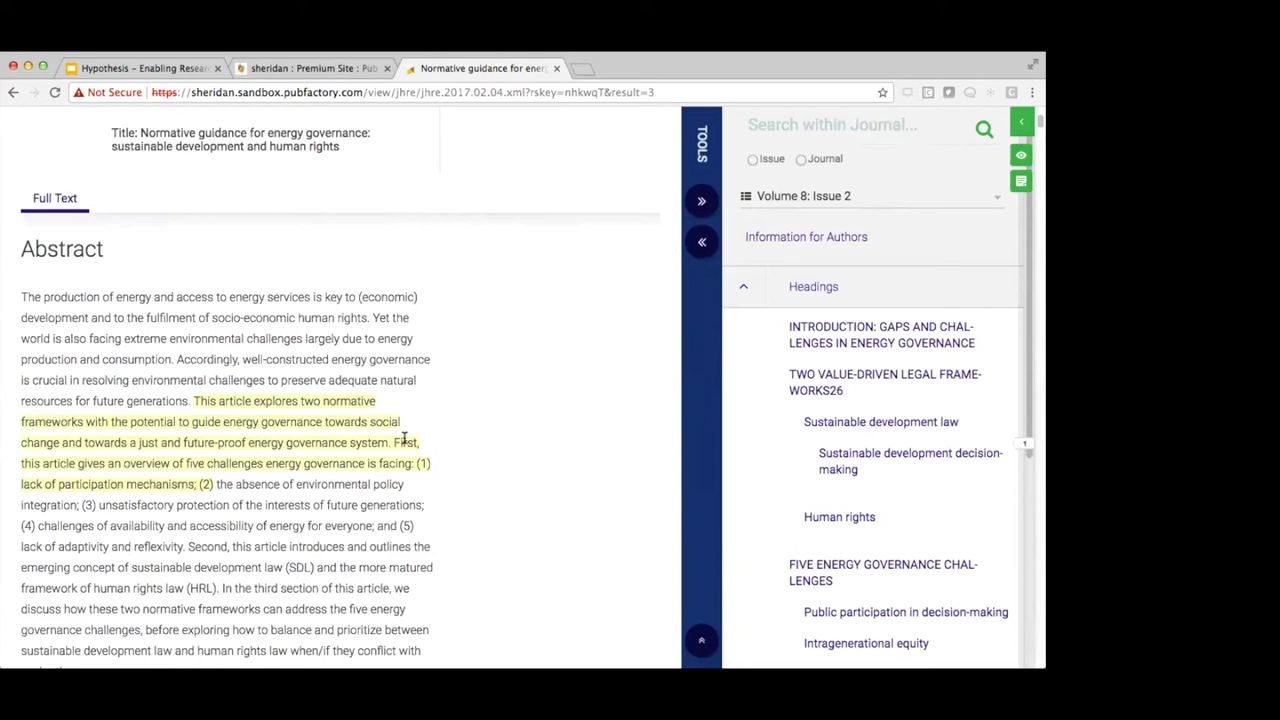 Hypothesis – Enabling Resear
sheridan : Premium Site : Pub
Normative guidance for ener
Not Secure
https://sheridan.sandbox.pubfactory.com/view/jhre/jhre.2017.02.04.xml?rskey=nhkwqT&result=3
Title: Normative guidance for energy governance:
sustainable development and human rights
Full Text
Abstract
The production of energy and access to energy services is key to (economic)
development and to the fulfilment of socio-economic human rights. Yet the
world is also facing extreme environmental challenges largely due to energy
production and consumption. Accordingly, well-constructed energy governance
is crucial in resolving environmental challenges to preserve adequate natural
resources for future generations. This article explores two normative
frameworks with the potential to guide energy governance towards social
change and towards a just and future-proof energy governance system. First,
this article gives an overview of five challenges energy governance is facing: (1)
lack of participation mechanisms; (2) the absence of environmental policy
integration; (3) unsatisfactory protection of the interests of future generations;
(4) challenges of availability and accessibility of energy for everyone; and (5)
lack of adaptivity and reflexivity. Second, this article introduces and outlines the
emerging concept of sustainable development law (SDL) and the more matured
framework of human rights law (HRL). In the third section of this article, we
discuss how these two normative frameworks can address the five energy
governance challenges, before exploring how to balance and prioritize between
sustainable development law and human rights law when/if they conflict with
TOOLS
Search within Journal...
Issue
Journal
Volume 8: Issue 2
Information for Authors
Headings
INTRODUCTION: GAPS AND CHAL-
LENGES IN ENERGY GOVERNANCE
TWO VALUE-DRIVEN LEGAL FRAME-
WORKS26
Sustainable development law
Sustainable development decision-
making
Human rights
FIVE ENERGY GOVERNANCE CHAL-
LENGES
Public participation in decision-making
Intragenerational equity
1